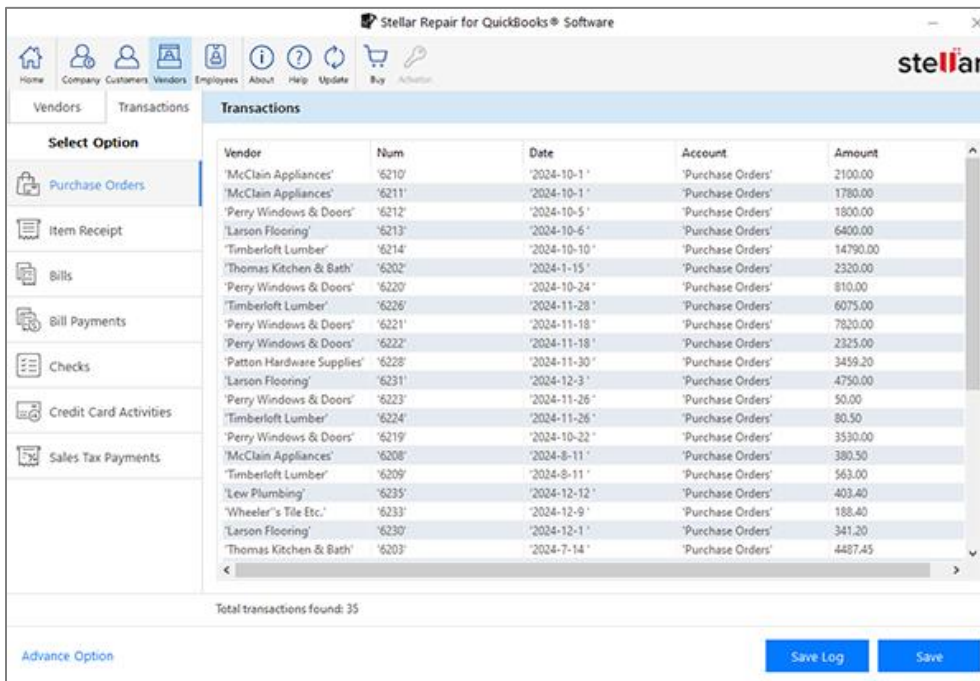 Stellar Repair for QuickBooks® Software
Home Company Customers Vendors Employees About Help Update Buy Activation
stellar
Vendors Transactions
Transactions
Select Option
Purchase Orders
Item Receipt
Bills
Bill Payments
Checks
Credit Card Activities
Sales Tax Payments
Vendor Num Date Account Amount
'McClain Appliances' '6210' '2024-10-1 ' 'Purchase Orders' 2100.00
'McClain Appliances' '6211' '2024-10-1 ' 'Purchase Orders' 1780.00
'Perry Windows & Doors' '6212' '2024-10-5 ' 'Purchase Orders' 1800.00
'Larson Flooring' '6213' '2024-10-6 ' 'Purchase Orders' 6400.00
'Timberloft Lumber' '6214' '2024-10-10 ' 'Purchase Orders' 14790.00
'Thomas Kitchen & Bath' '6202' '2024-1-15 ' 'Purchase Orders' 2320.00
'Perry Windows & Doors' '6220' '2024-10-24 ' 'Purchase Orders' 810.00
'Timberloft Lumber' '6226' '2024-11-28 ' 'Purchase Orders' 6075.00
'Perry Windows & Doors' '6221' '2024-11-18 ' 'Purchase Orders' 7820.00
'Perry Windows & Doors' '6222' '2024-11-18 ' 'Purchase Orders' 2325.00
'Patton Hardware Supplies' '6228' '2024-11-30 ' 'Purchase Orders' 3459.20
'Larson Flooring' '6231' '2024-12-3 ' 'Purchase Orders' 4750.00
'Perry Windows & Doors' '6223' '2024-11-26 ' 'Purchase Orders' 50.00
'Timberloft Lumber' '6224' '2024-11-26 ' 'Purchase Orders' 80.50
'Perry Windows & Doors' '6219' '2024-10-22 ' 'Purchase Orders' 3530.00
'McClain Appliances' '6208' '2024-8-11 ' 'Purchase Orders' 380.50
'Timberloft Lumber' '6209' '2024-8-11 ' 'Purchase Orders' 563.00
'Lew Plumbing' '6235' '2024-12-12 ' 'Purchase Orders' 403.40
'Wheeler''s Tile Etc.' '6233' '2024-12-9 ' 'Purchase Orders' 188.40
'Larson Flooring' '6230' '2024-12-1 ' 'Purchase Orders' 341.20
'Thomas Kitchen & Bath' '6203' '2024-7-14 ' 'Purchase Orders' 4487.45
Total transactions found: 35
Advance Option
Save Log
Save